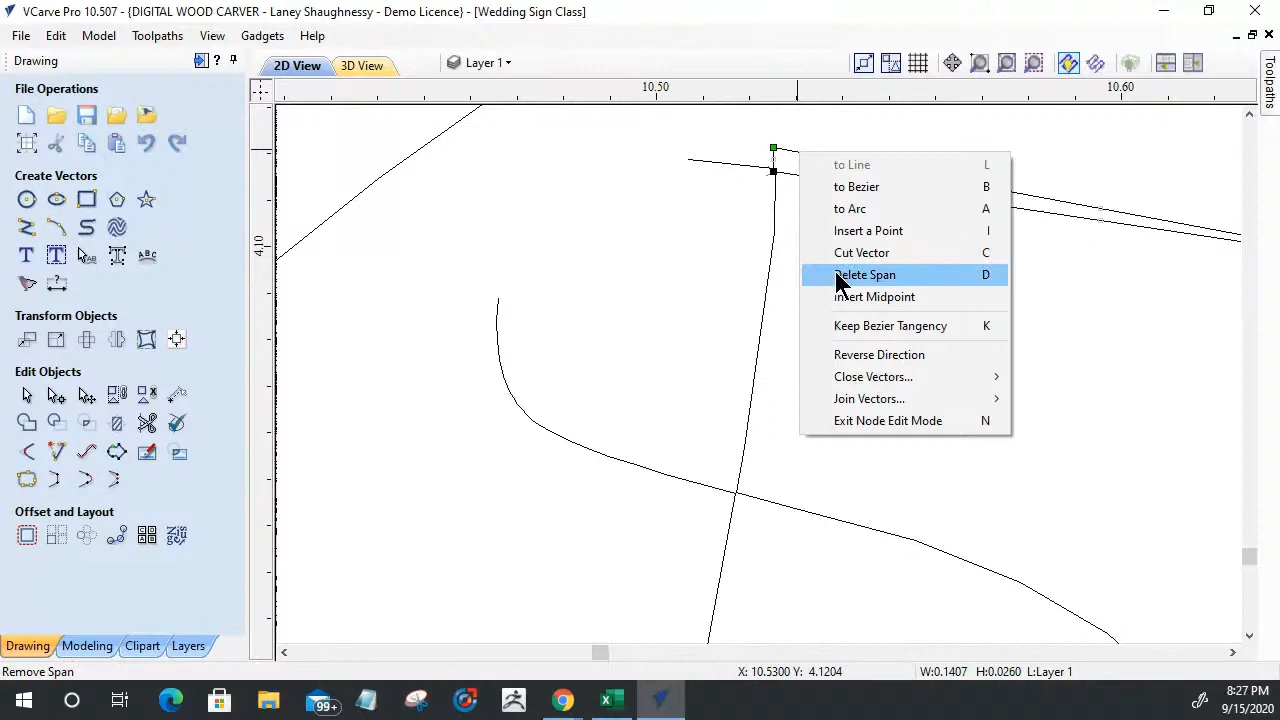 VCarve Pro 10.507 - {DIGITAL WOOD CARVER - Laney Shaughnessy - Demo Licence} - [Wedding Sign Class]
File Edit Model Toolpaths View Gadgets Help
Drawing
2D View 3D View Layer 1
Toolpaths
File Operations
10.50 10.60
4.10
Create Vectors
Transform Objects
Edit Objects
Offset and Layout
to Line L
to Bezier B
to Arc A
Insert a Point I
Cut Vector C
Delete Span D
Insert Midpoint
Keep Bezier Tangency K
Reverse Direction
Close Vectors...
Join Vectors...
Exit Node Edit Mode N
Drawing Modeling Clipart Layers
Remove Span X: 10.5300 Y: 4.1204 W:0.1407 H:0.0260 L:Layer 1
99+
8:27 PM
9/15/2020